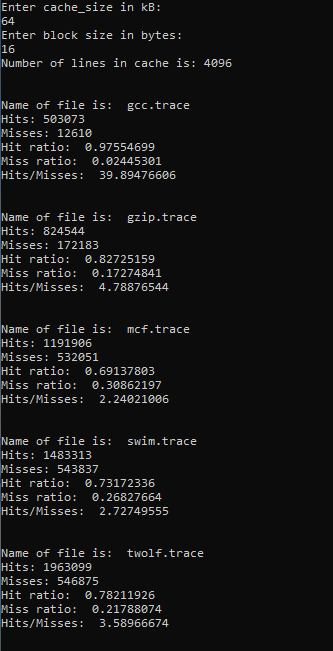 Enter cache_size in kB:
64
Enter block size in bytes:
16
Number of lines in cache is: 4096
Name of file is:  gcc.trace
Hits: 503073
Misses: 12610
Hit ratio:  0.97554699
Miss ratio:  0.02445301
Hits/Misses:  39.89476606
Name of file is:  gzip.trace
Hits: 824544
Misses: 172183
Hit ratio:  0.82725159
Miss ratio:  0.17274841
Hits/Misses:  4.78876544
Name of file is:  mcf.trace
Hits: 1191906
Misses: 532051
Hit ratio:  0.69137803
Miss ratio:  0.30862197
Hits/Misses:  2.24021006
Name of file is:  swim.trace
Hits: 1483313
Misses: 543837
Hit ratio:  0.73172336
Miss ratio:  0.26827664
Hits/Misses:  2.72749555
Name of file is:  twolf.trace
Hits: 1963099
Misses: 546875
Hit ratio:  0.78211926
Miss ratio:  0.21788074
Hits/Misses:  3.58966674